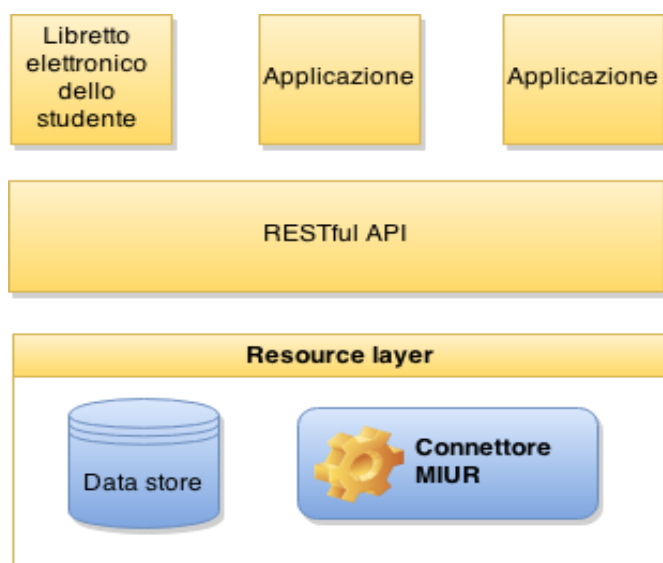 Libretto
elettronico
dello
studente
Applicazione
Applicazione
RESTful API
Resource layer
Data store
Connettore
MIUR